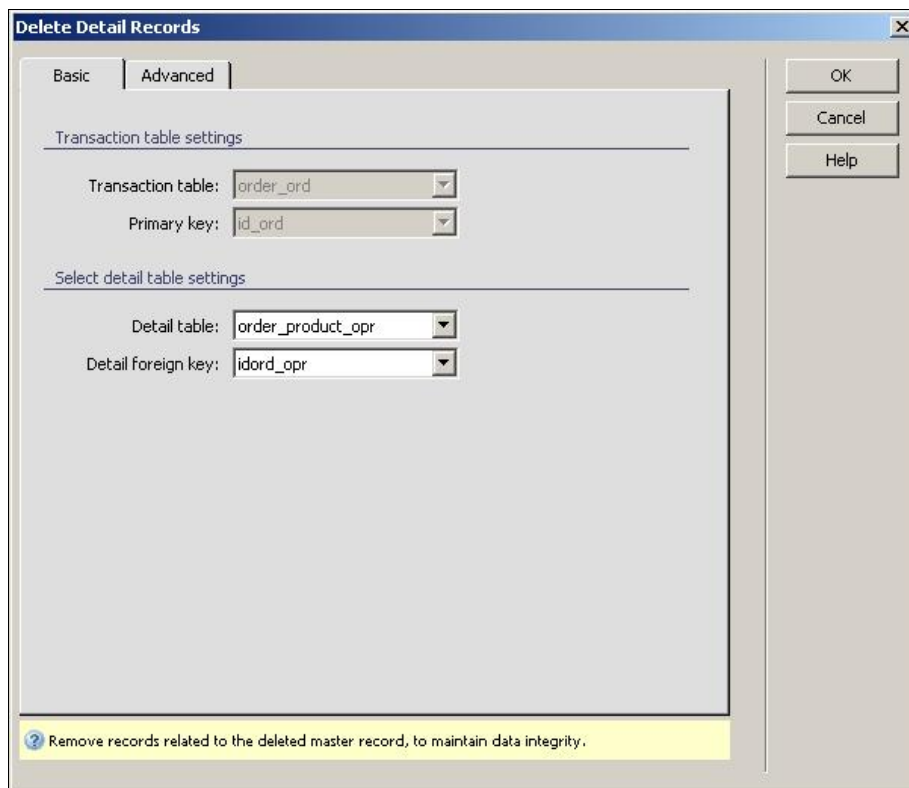 Delete Detail Records
Basic
Advanced
OK
Cancel
Help
Transaction table settings
Transaction table: order_ord
Primary key: id_ord
Select detail table settings
Detail table: order_product_opr
Detail foreign key: idord_opr
? Remove records related to the deleted master record, to maintain data integrity.